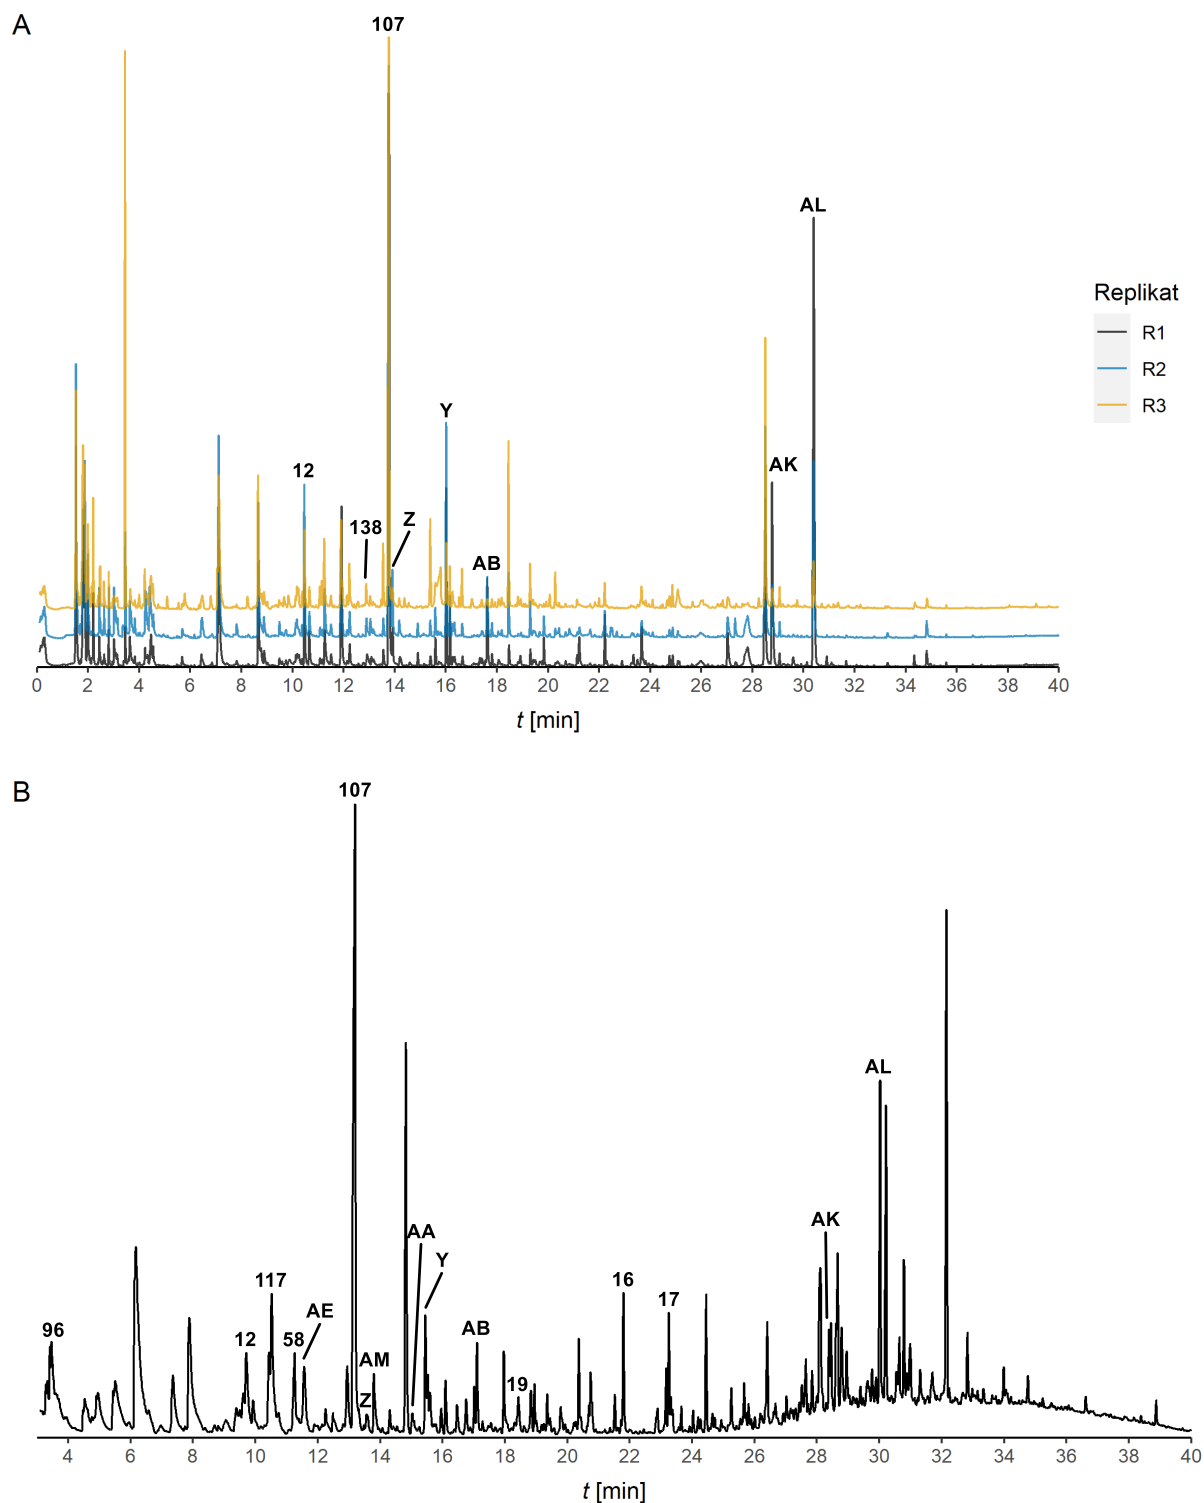 A
107
AL
Replikat
R1
R2
R3
Y
AK
12
138
Z
AB
0 2 4 6 8 10 12 14 16 18 20 22 24 26 28 30 32 34 36 38 40
t [min]
B
107
AL
AA
Y
AK
117
16
17
AE
96
12
58
AB
AM
19
Z
4 6 8 10 12 14 16 18 20 22 24 26 28 30 32 34 36 38 40
t [min]